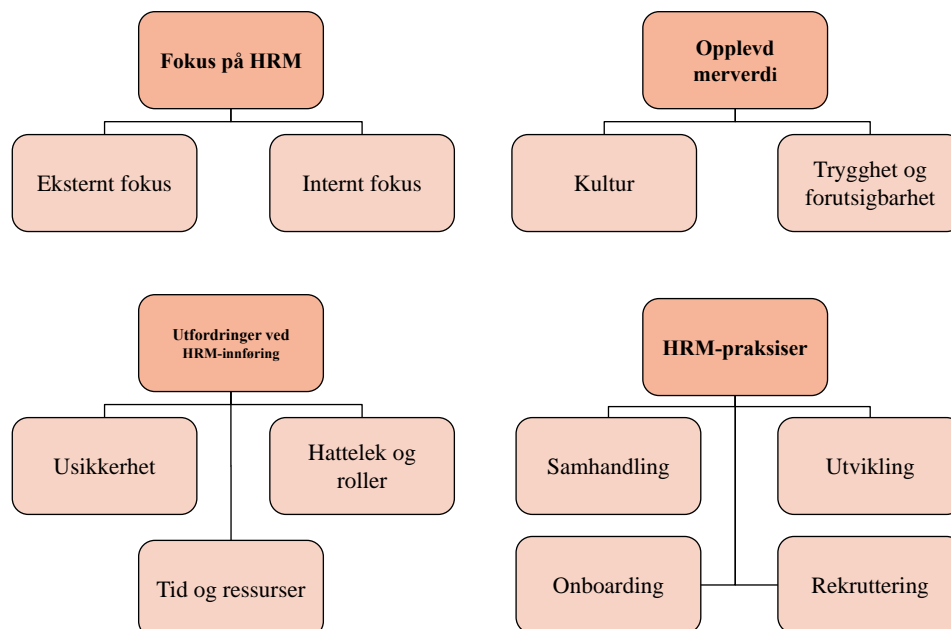 Fokus på HRM
Eksternt fokus
Internt fokus
Opplevd
merverdi
Kultur
Trygghet og
forutsigbarhet
Utfordringer ved
HRM-innføring
Usikkerhet
Hattelek og
roller
Tid og ressurser
HRM-praksiser
Samhandling
Utvikling
Onboarding
Rekruttering